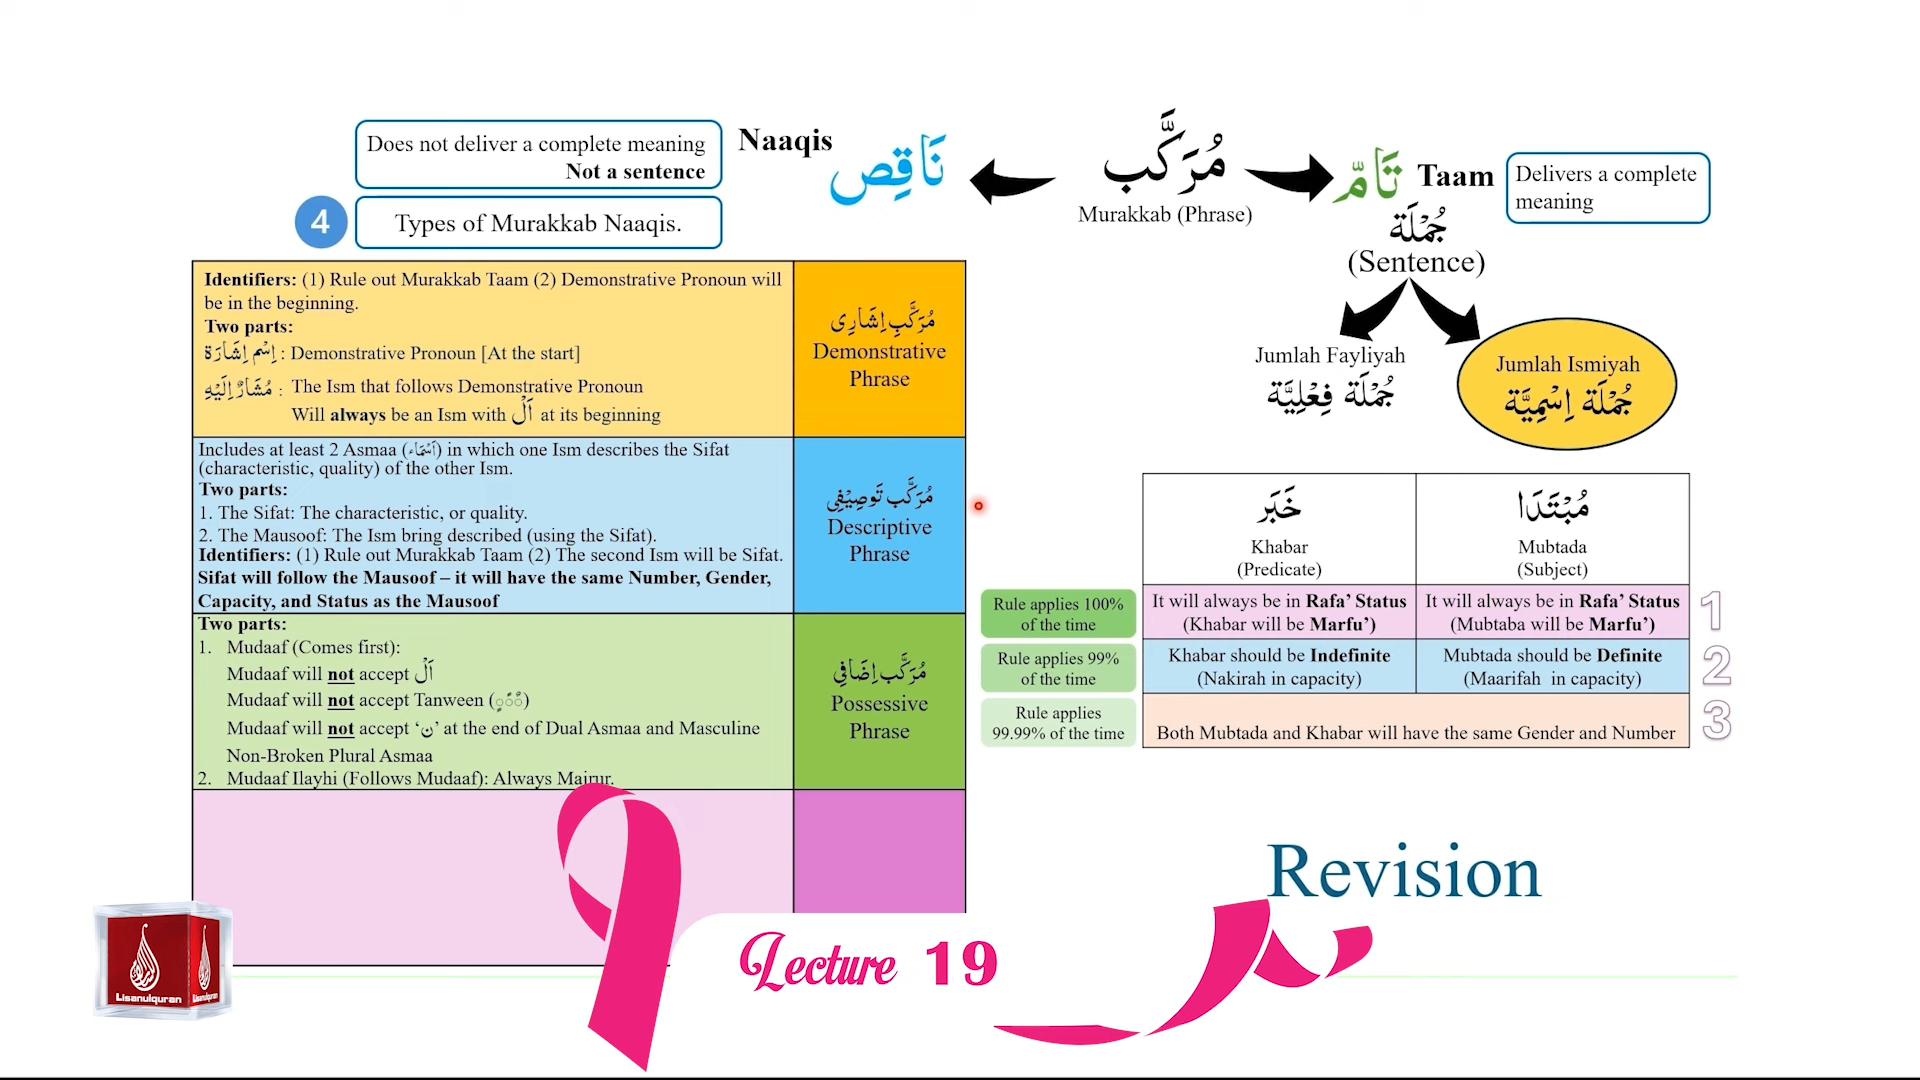 Does not deliver a complete meaning
Not a sentence
Naaqis
نَاقِص
مُرَكَّب
Murakkab (Phrase)
تَامّ
Taam
Delivers a complete
meaning
4
Types of Murakkab Naaqis.
جُمْلَة
(Sentence)
Identifiers: (1) Rule out Murakkab Taam (2) Demonstrative Pronoun will
be in the beginning.
Two parts:
اِسْم اِشَارَة : Demonstrative Pronoun [At the start]
مُشَارٌ اِلَيْهِ : The Ism that follows Demonstrative Pronoun
Will always be an Ism with اَلْ at its beginning
مُرَكَّبِ اِشَارِی
Demonstrative
Phrase
Jumlah Fayliyah
جُمْلَة فِعْلِيَّة
Jumlah Ismiyah
جُمْلَة اِسْمِيَّة
Includes at least 2 Asmaa (اَسْمَاء) in which one Ism describes the Sifat
(characteristic, quality) of the other Ism.
Two parts:
1. The Sifat: The characteristic, or quality.
2. The Mausoof: The Ism bring described (using the Sifat).
Identifiers: (1) Rule out Murakkab Taam (2) The second Ism will be Sifat.
Sifat will follow the Mausoof – it will have the same Number, Gender,
Capacity, and Status as the Mausoof
مُرَكَّب تَوصِيْفِی
Descriptive
Phrase
Two parts:
1. Mudaaf (Comes first):
Mudaaf will not accept اَلْ
Mudaaf will not accept Tanween (ٌ ً ٍ)
Mudaaf will not accept ‘ن’ at the end of Dual Asmaa and Masculine
Non-Broken Plural Asmaa
2. Mudaaf Ilayhi (Follows Mudaaf): Always Majrur.
مُرَكَّب اِضَافِي
Possessive
Phrase
خَبَر
Khabar
(Predicate)
مُبْتَدَا
Mubtada
(Subject)
Rule applies 100%
of the time
It will always be in Rafa’ Status
(Khabar will be Marfu’)
It will always be in Rafa’ Status
(Mubtaba will be Marfu’)
1
Rule applies 99%
of the time
Khabar should be Indefinite
(Nakirah in capacity)
Mubtada should be Definite
(Maarifah in capacity)
2
Rule applies
99.99% of the time
Both Mubtada and Khabar will have the same Gender and Number
3
Revision
Lecture 19
Lisanulquran